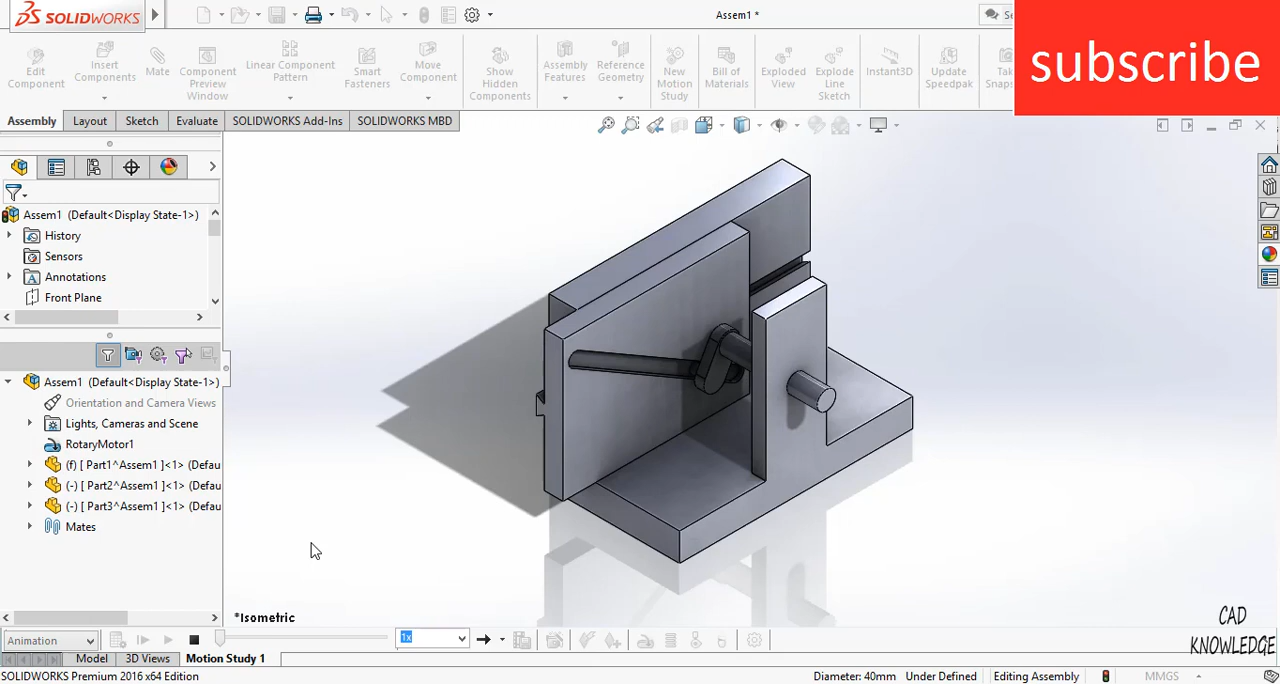 SOLIDWORKS
Assem1 *
Se
subscribe
Edit Component
Insert Components
Mate
Component Preview Window
Linear Component Pattern
Smart Fasteners
Move Component
Show Hidden Components
Assembly Features
Reference Geometry
New Motion Study
Bill of Materials
Exploded View
Explode Line Sketch
Instant3D
Update Speedpak
Tak Snaps
Assembly Layout Sketch Evaluate SOLIDWORKS Add-Ins SOLIDWORKS MBD
Assem1 (Default<Display State-1>)
History
Sensors
Annotations
Front Plane
Assem1 (Default<Display State-1>)
Orientation and Camera Views
Lights, Cameras and Scene
RotaryMotor1
(f) [ Part1^Assem1 ]<1> (Defau
(-) [ Part2^Assem1 ]<1> (Defau
(-) [ Part3^Assem1 ]<1> (Defau
Mates
*Isometric
CAD
KNOWLEDGE
Animation
1x
Model 3D Views Motion Study 1
SOLIDWORKS Premium 2016 x64 Edition
Diameter: 40mm Under Defined Editing Assembly MMGS